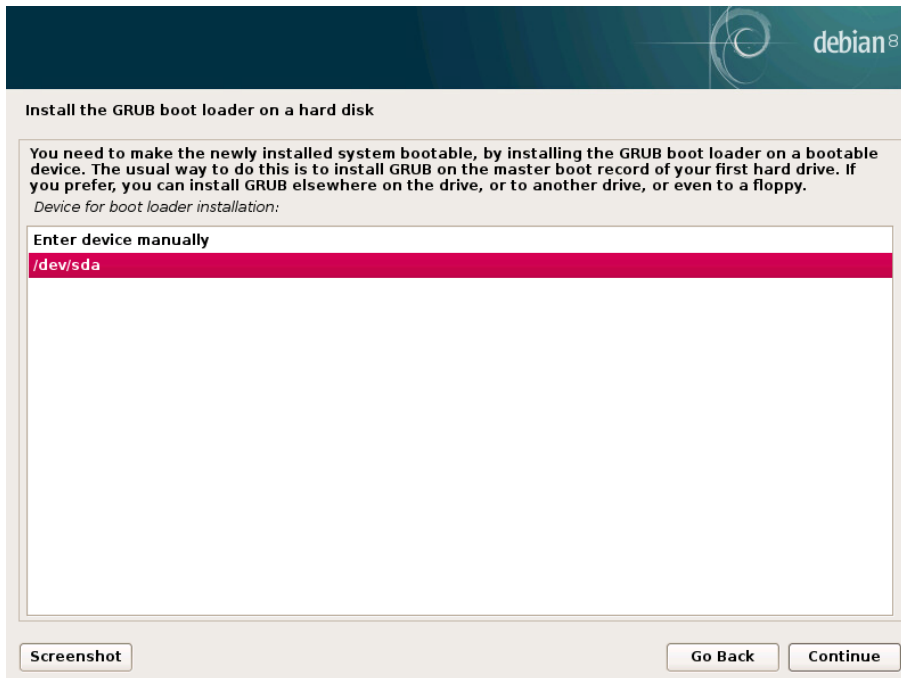 debian 8
Install the GRUB boot loader on a hard disk
You need to make the newly installed system bootable, by installing the GRUB boot loader on a bootable
device. The usual way to do this is to install GRUB on the master boot record of your first hard drive. If
you prefer, you can install GRUB elsewhere on the drive, or to another drive, or even to a floppy.
Device for boot loader installation:
Enter device manually
/dev/sda
Screenshot
Go Back
Continue